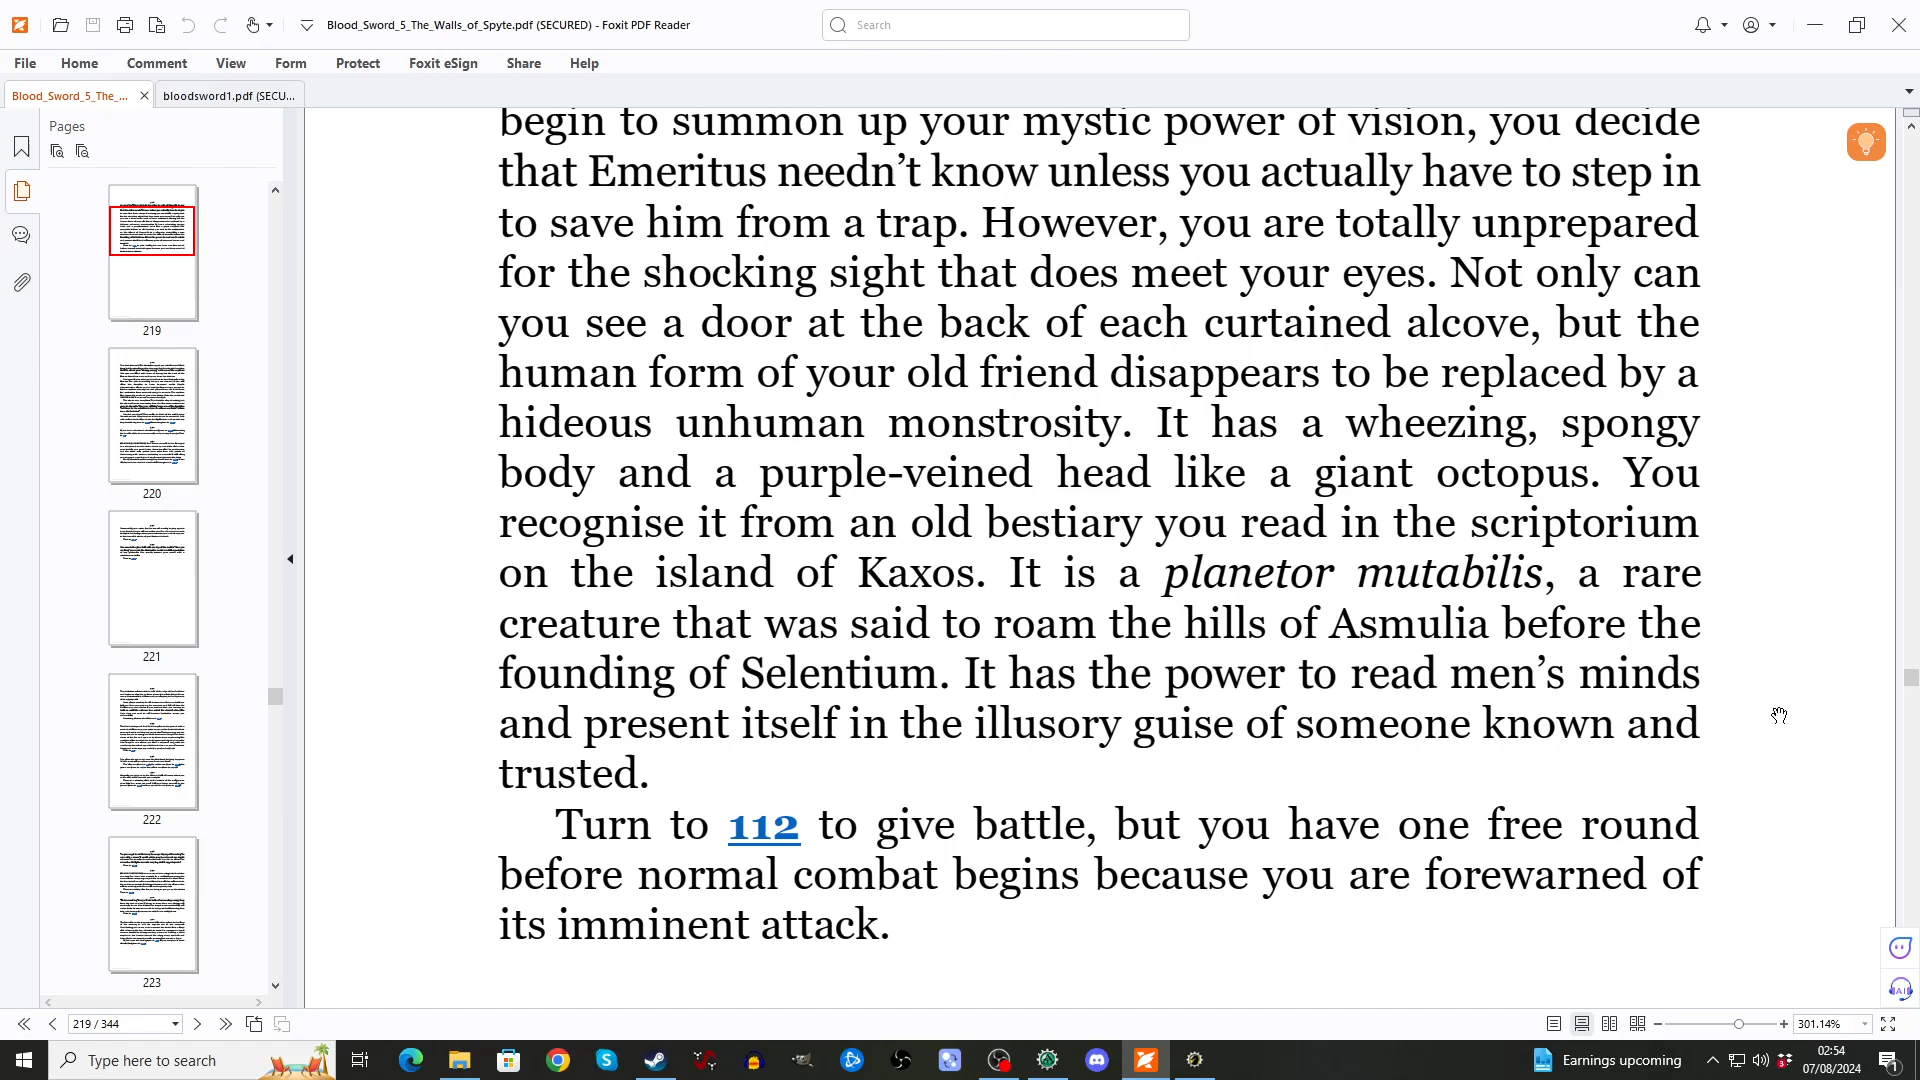 Blood_Sword_5_The_Walls_of_Spyte.pdf (SECURED) - Foxit PDF Reader
Search
File Home Comment View Form Protect Foxit eSign Share Help
Blood_Sword_5_The_... bloodsword1.pdf (SECU...
Pages
219
220
221
222
223
begin to summon up your mystic power of vision, you decide
that Emeritus needn’t know unless you actually have to step in
to save him from a trap. However, you are totally unprepared
for the shocking sight that does meet your eyes. Not only can
you see a door at the back of each curtained alcove, but the
human form of your old friend disappears to be replaced by a
hideous unhuman monstrosity. It has a wheezing, spongy
body and a purple-veined head like a giant octopus. You
recognise it from an old bestiary you read in the scriptorium
on the island of Kaxos. It is a planetor mutabilis, a rare
creature that was said to roam the hills of Asmulia before the
founding of Selentium. It has the power to read men’s minds
and present itself in the illusory guise of someone known and
trusted.
Turn to 112 to give battle, but you have one free round
before normal combat begins because you are forewarned of
its imminent attack.
AI
219 / 344
301.14%
Type here to search
Earnings upcoming
02:54
07/08/2024
1